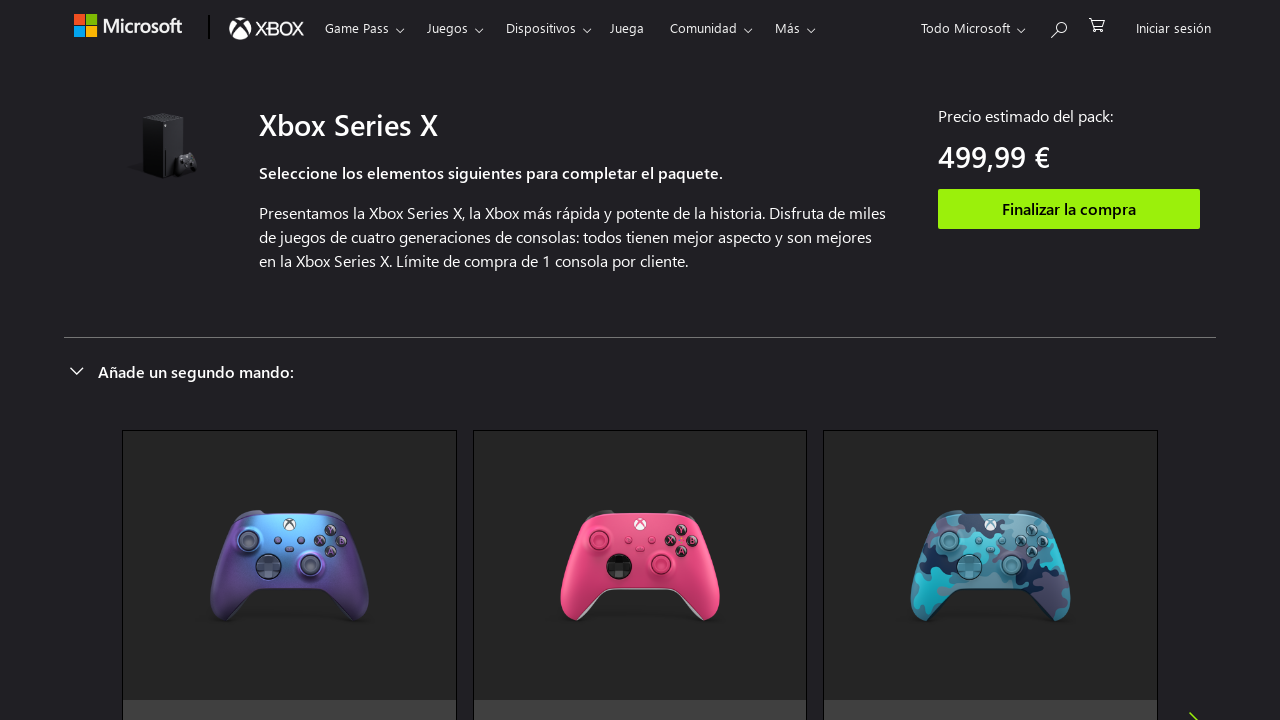 Microsoft XBOX Game Pass Juegos Dispositivos Juega Comunidad Más Todo Microsoft Iniciar sesión
Xbox Series X
Seleccione los elementos siguientes para completar el paquete.
Presentamos la Xbox Series X, la Xbox más rápida y potente de la historia. Disfruta de miles
de juegos de cuatro generaciones de consolas: todos tienen mejor aspecto y son mejores
en la Xbox Series X. Límite de compra de 1 consola por cliente.
Precio estimado del pack:
499,99 €
Finalizar la compra
Añade un segundo mando: